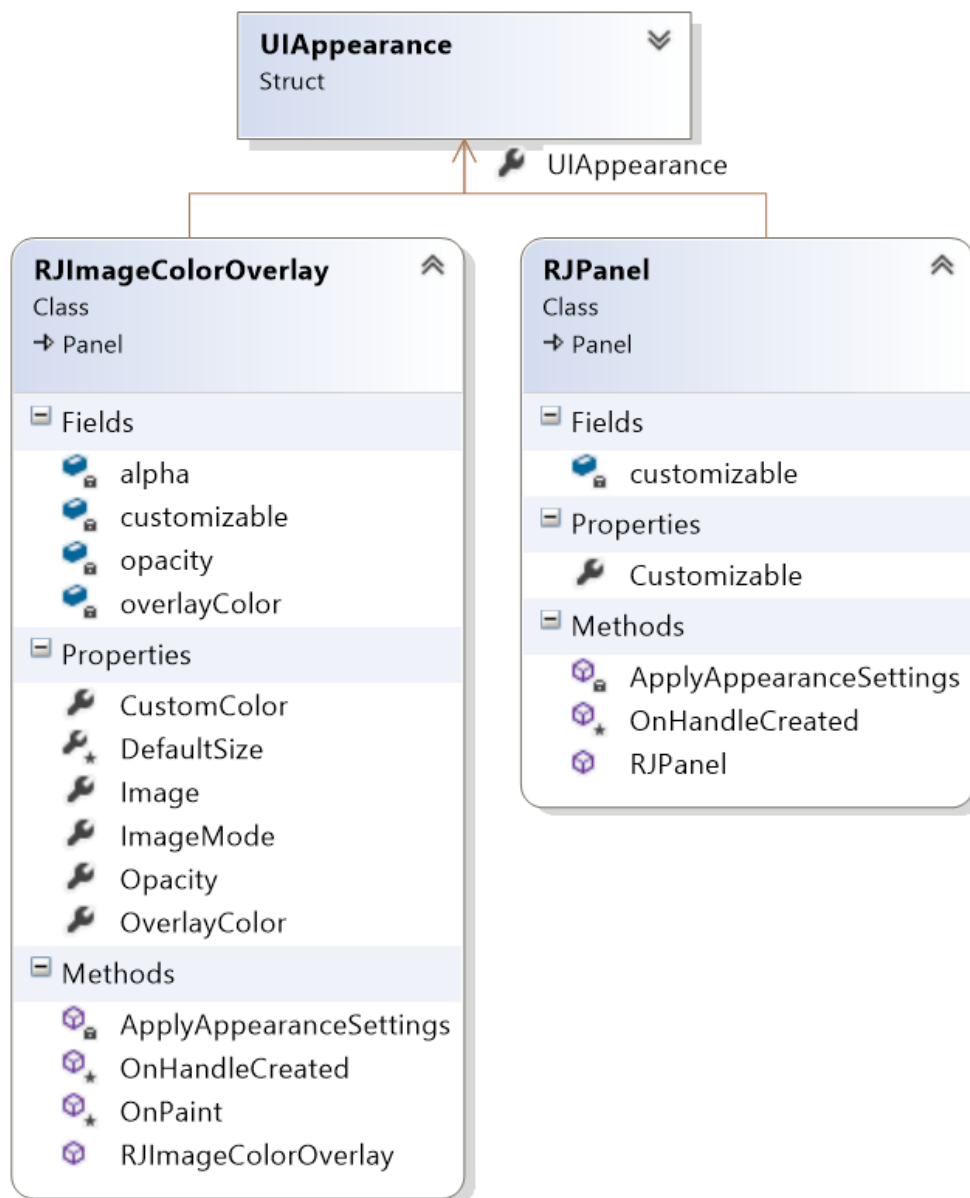 UIAppearance
Struct
UIAppearance
RJImageColorOverlay
Class
Panel
Fields
alpha
customizable
opacity
overlayColor
Properties
CustomColor
DefaultSize
Image
ImageMode
Opacity
OverlayColor
Methods
ApplyAppearanceSettings
OnHandleCreated
OnPaint
RJImageColorOverlay
RJPanel
Class
Panel
Fields
customizable
Properties
Customizable
Methods
ApplyAppearanceSettings
OnHandleCreated
RJPanel